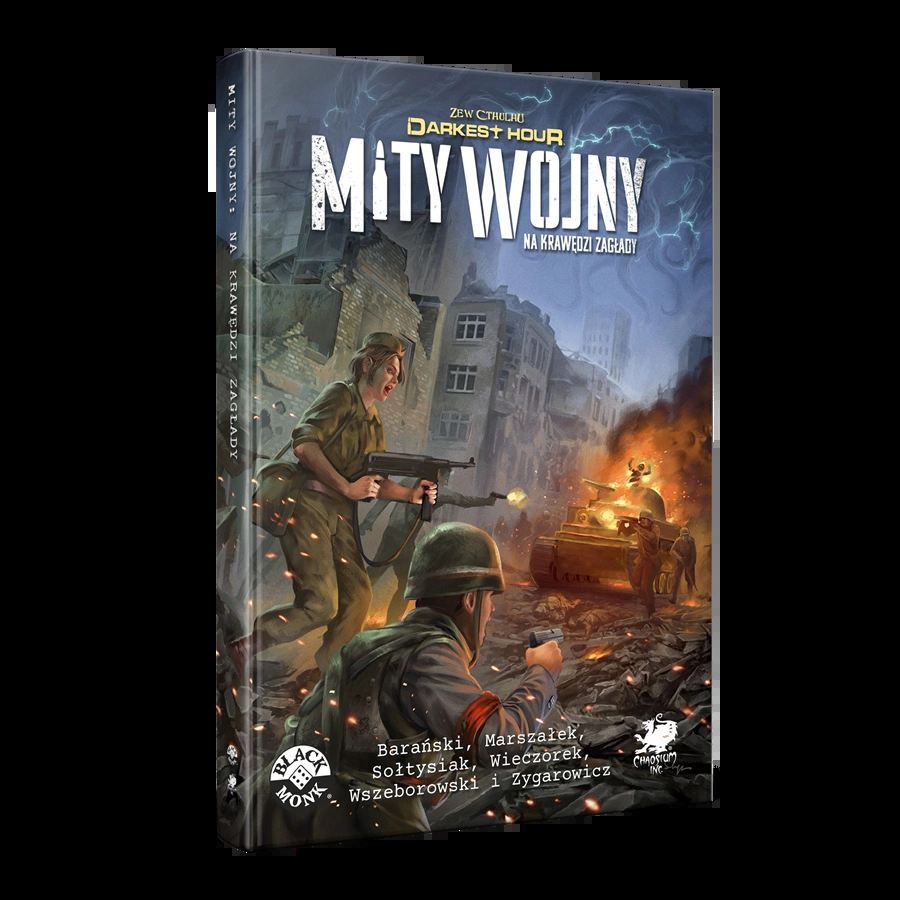 MITY WOJNY: NA KRAWĘDZI ZAGŁADY
ZEW CTHULHU
DARKEST HOUR
MITY WOJNY
NA KRAWĘDZI ZAGŁADY
Barański, Marszałek,
Sołtysiak, Wieczorek,
Wszeborowski i Zygarowicz
BLACK
MONK®
CHAOSIUM
INC.